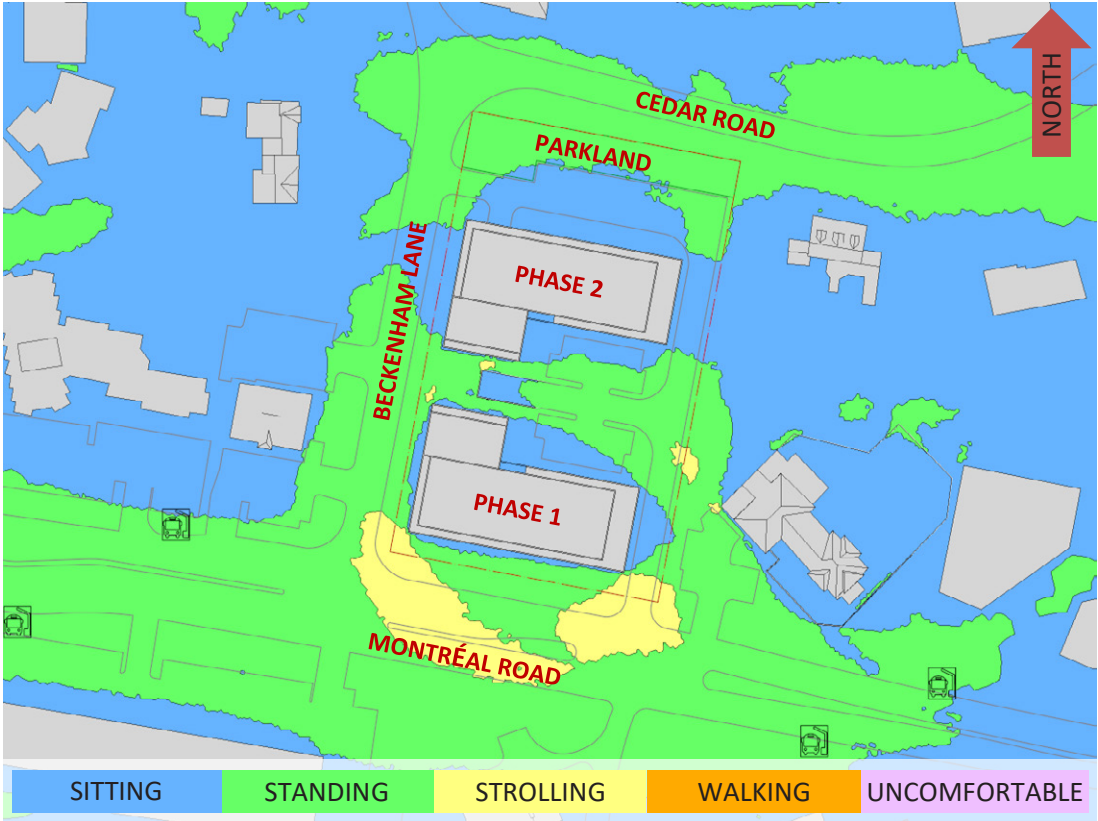 NORTH
CEDAR ROAD
PARKLAND
BECKENHAM LANE
PHASE 2
PHASE 1
MONTRÉAL ROAD
SITTING
STANDING
STROLLING
WALKING
UNCOMFORTABLE